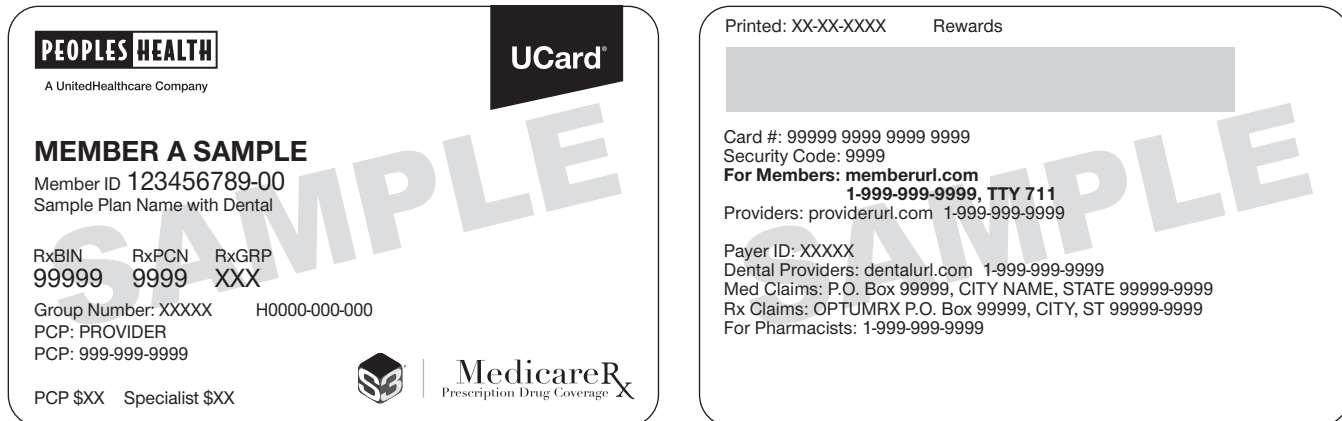 PEOPLES HEALTH
A UnitedHealthcare Company
UCard®
MEMBER A SAMPLE
Member ID 123456789-00
Sample Plan Name with Dental
RxBIN RxPCN RxGRP
99999 9999 XXX
Group Number: XXXXX H0000-000-000
PCP: PROVIDER
PCP: 999-999-9999
PCP $XX Specialist $XX
S3
MedicareRx
Prescription Drug Coverage
SAMPLE
Printed: XX-XX-XXXX Rewards
Card #: 99999 9999 9999 9999
Security Code: 9999
For Members: memberurl.com
1-999-999-9999, TTY 711
Providers: providerurl.com 1-999-999-9999
Payer ID: XXXXX
Dental Providers: dentalurl.com 1-999-999-9999
Med Claims: P.O. Box 99999, CITY NAME, STATE 99999-9999
Rx Claims: OPTUMRX P.O. Box 99999, CITY, ST 99999-9999
For Pharmacists: 1-999-999-9999
SAMPLE